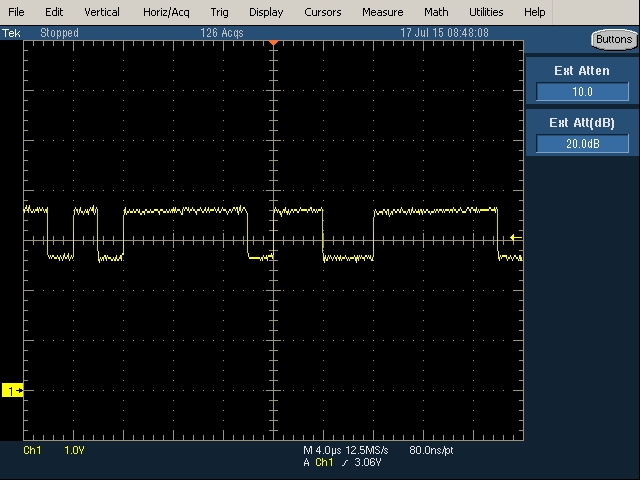 File Edit Vertical Horiz/Acq Trig Display Cursors Measure Math Utilities Help
Tek Stopped 126 Acqs 17 Jul 15 08:48:08
Buttons
Ext Atten
10.0
Ext Att(dB)
20.0dB
1
Ch1 1.0V M 4.0µs 12.5MS/s 80.0ns/pt
A Ch1 3.06V